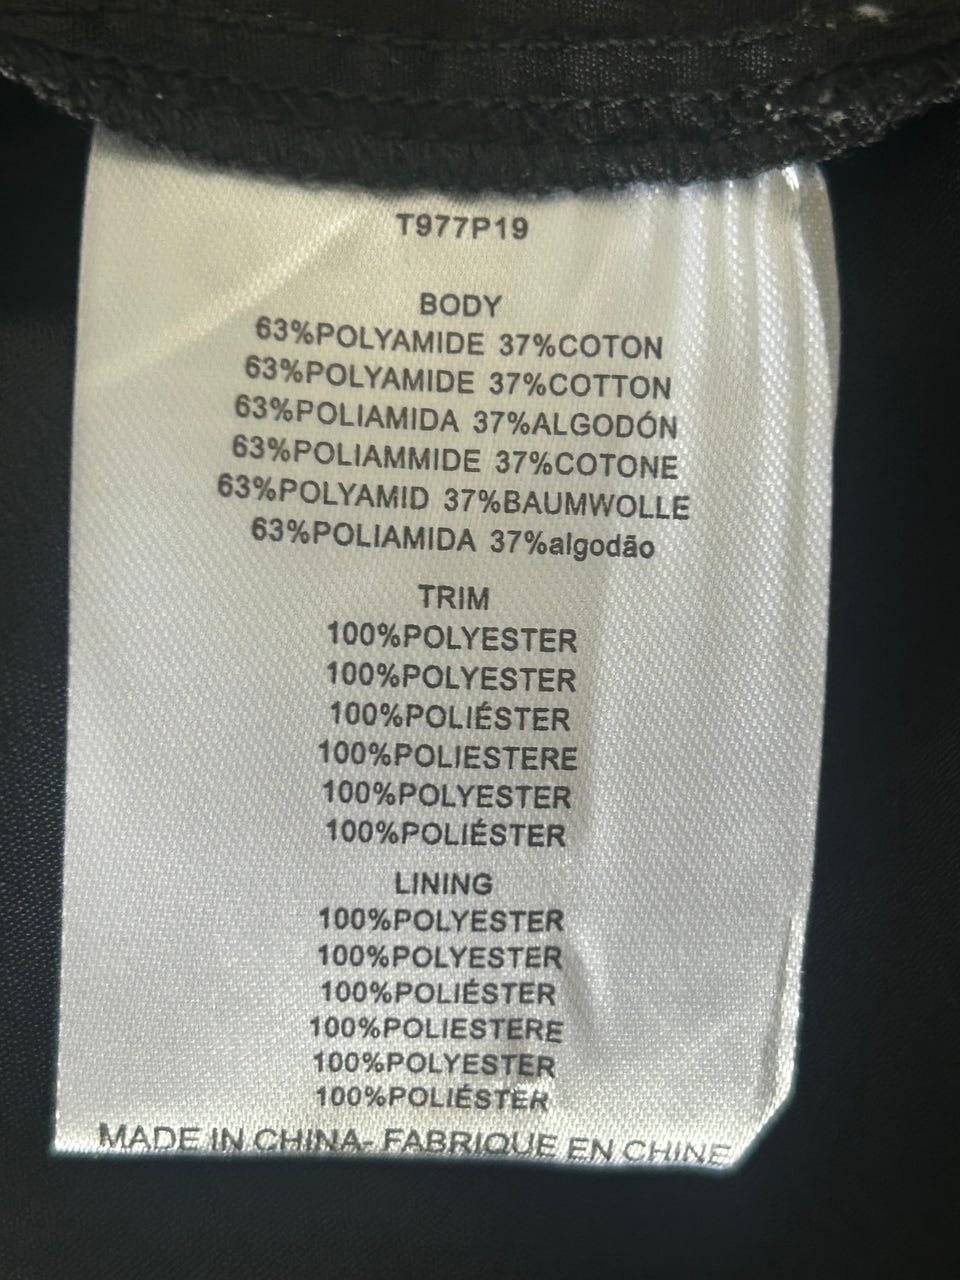 T977P19
BODY
63%POLYAMIDE 37%COTON
63%POLYAMIDE 37%COTTON
63%POLIAMIDA 37%ALGODÓN
63%POLIAMMIDE 37%COTONE
63%POLYAMID 37%BAUMWOLLE
63%POLIAMIDA 37%algodão
TRIM
100%POLYESTER
100%POLYESTER
100%POLIÉSTER
100%POLIESTERE
100%POLYESTER
100%POLIÉSTER
LINING
100%POLYESTER
100%POLYESTER
100%POLIÉSTER
100%POLIESTERE
100%POLYESTER
100%POLIÉSTER
MADE IN CHINA- FABRIQUE EN CHINE